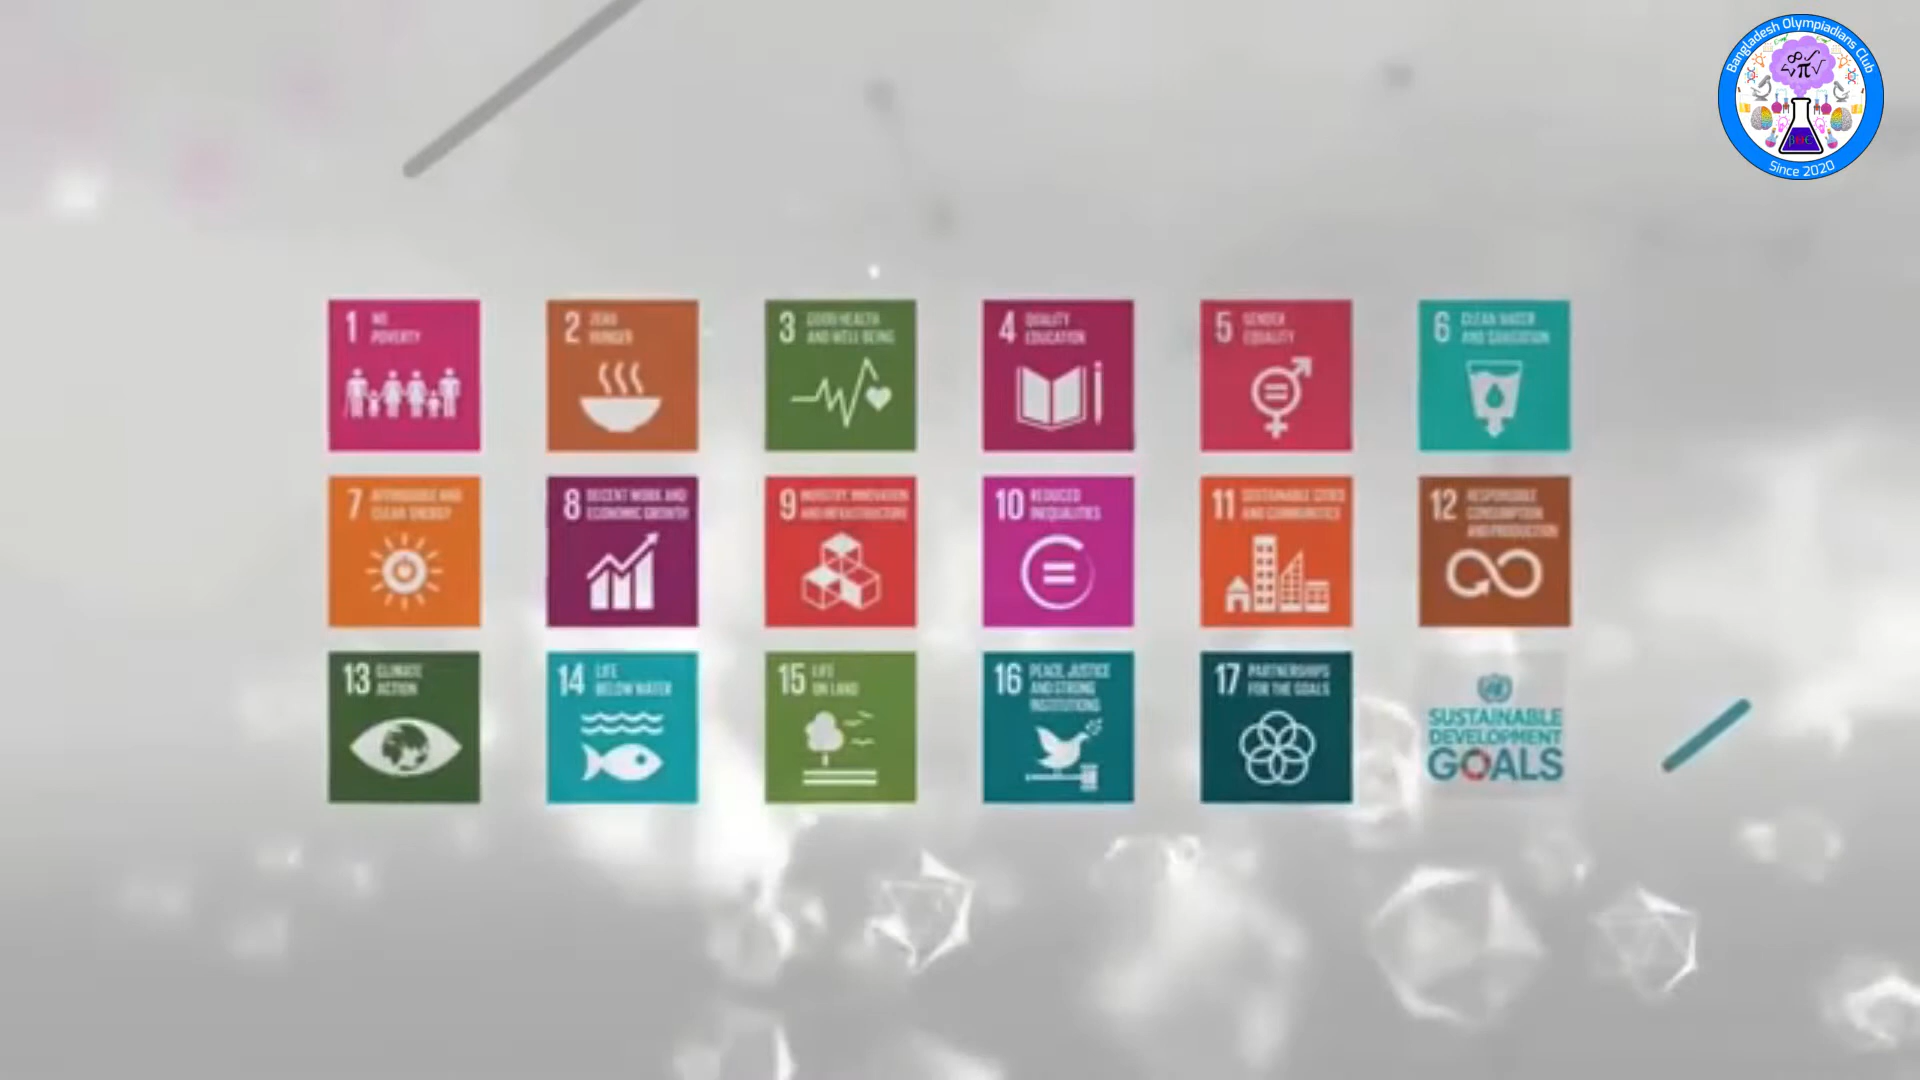 Bangladesh Olympiadians Club
Since 2020
1 NO
POVERTY
2 ZERO
HUNGER
3 GOOD HEALTH
AND WELL-BEING
4 QUALITY
EDUCATION
5 GENDER
EQUALITY
6 CLEAN WATER
AND SANITATION
7 AFFORDABLE AND
CLEAN ENERGY
8 DECENT WORK AND
ECONOMIC GROWTH
9 INDUSTRY, INNOVATION
AND INFRASTRUCTURE
10 REDUCED
INEQUALITIES
11 SUSTAINABLE CITIES
AND COMMUNITIES
12 RESPONSIBLE
CONSUMPTION
AND PRODUCTION
13 CLIMATE
ACTION
14 LIFE
BELOW WATER
15 LIFE
ON LAND
16 PEACE, JUSTICE
AND STRONG
INSTITUTIONS
17 PARTNERSHIPS
FOR THE GOALS
SUSTAINABLE
DEVELOPMENT
GOALS